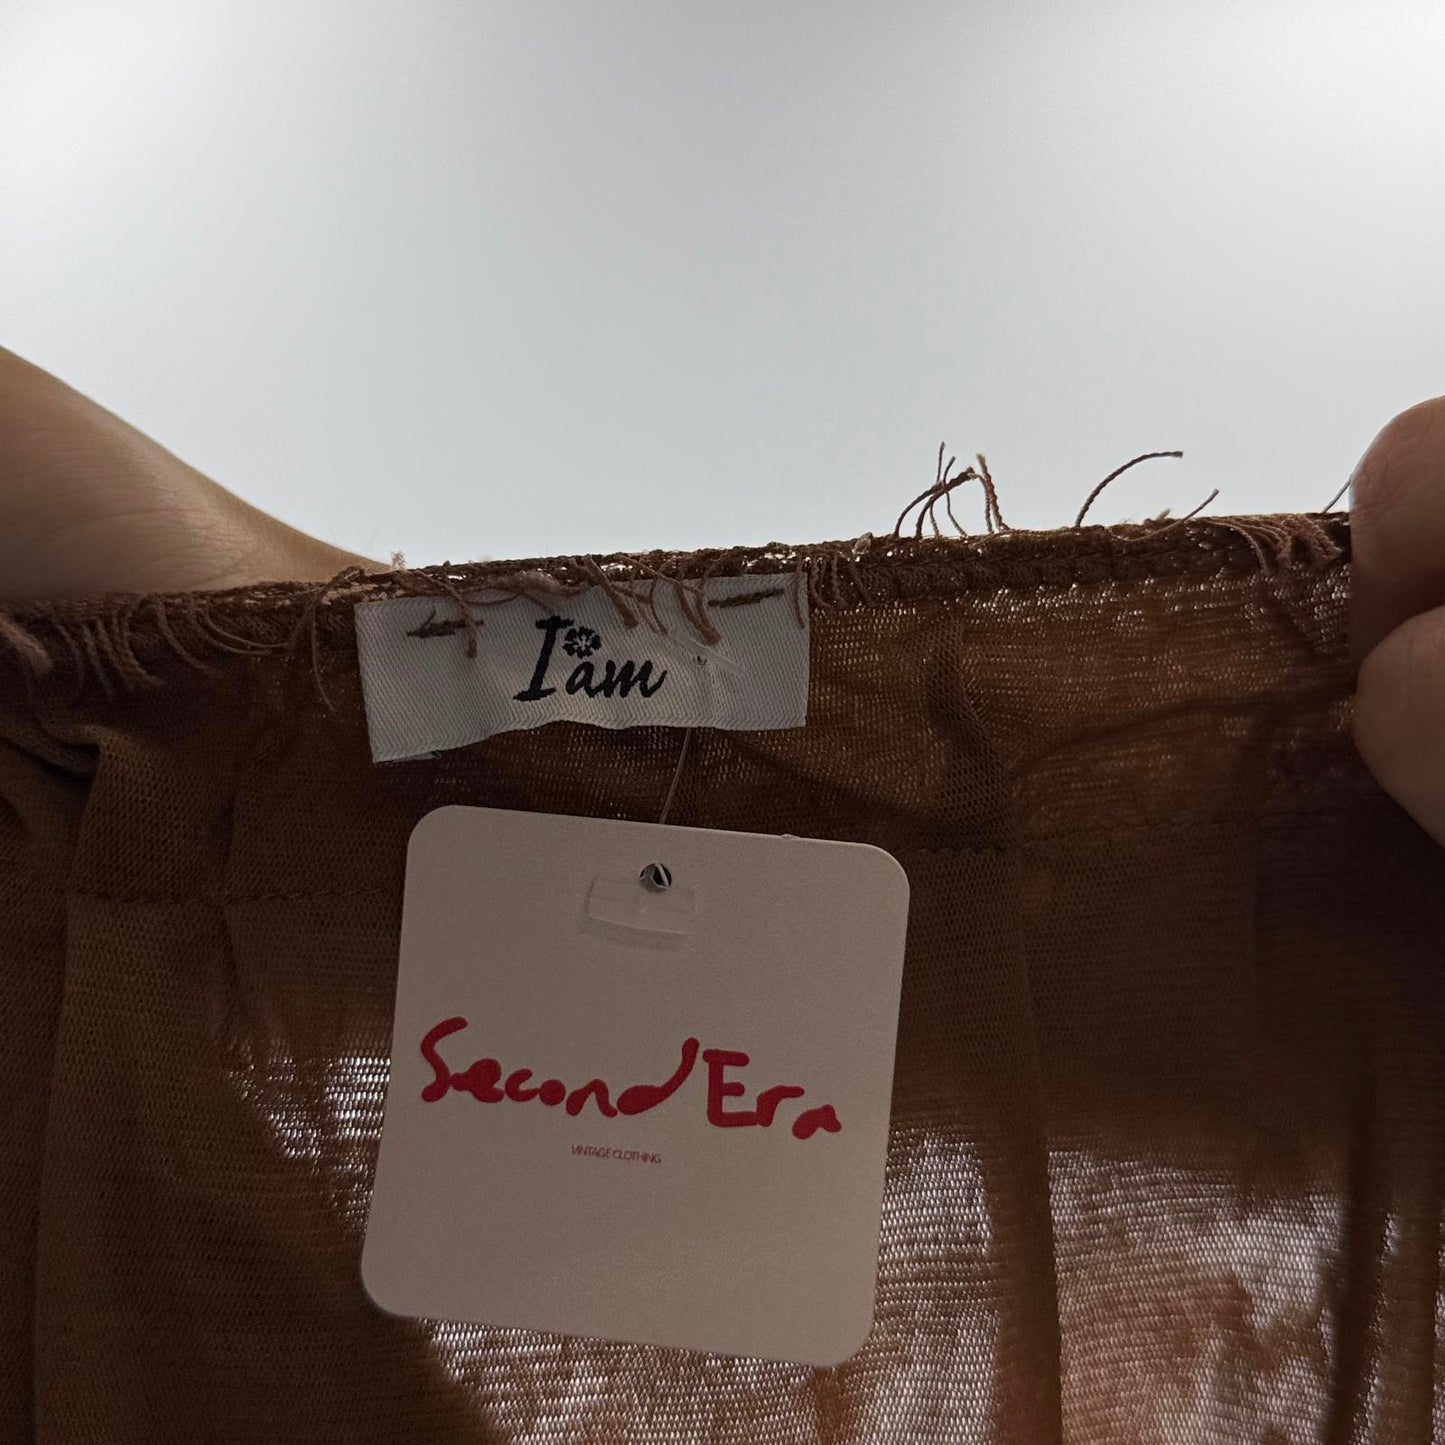 I am
Second Era
VINTAGE CLOTHING